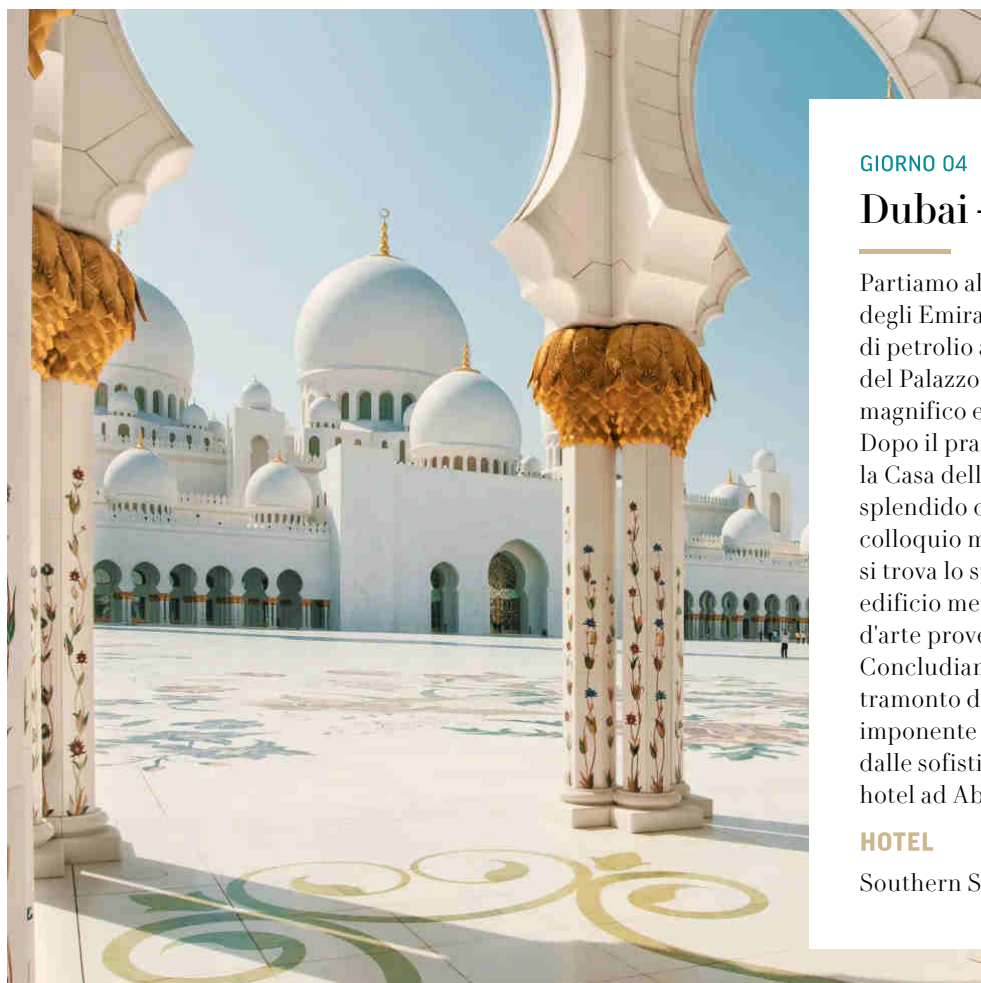 GIORNO 04
Dubai -
Partiamo al
degli Emira
di petrolio a
del Palazzo
magnifico e
Dopo il pra
la Casa dell
splendido
colloquio m
si trova lo s
edificio me
d'arte prove
Concludian
tramonto d
imponente
dalle sofisti
hotel ad Ab
HOTEL
Southern S